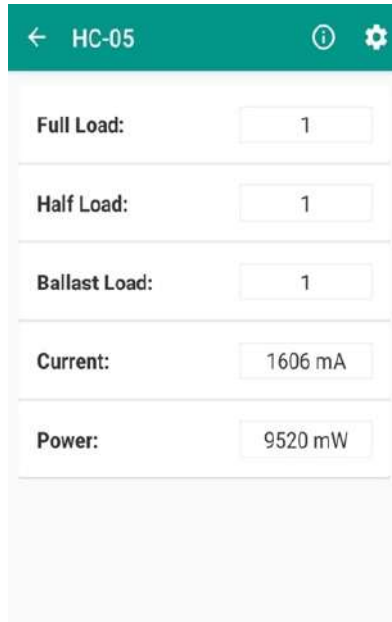 HC-05
Full Load: 1
Half Load: 1
Ballast Load: 1
Current: 1606 mA
Power: 9520 mW